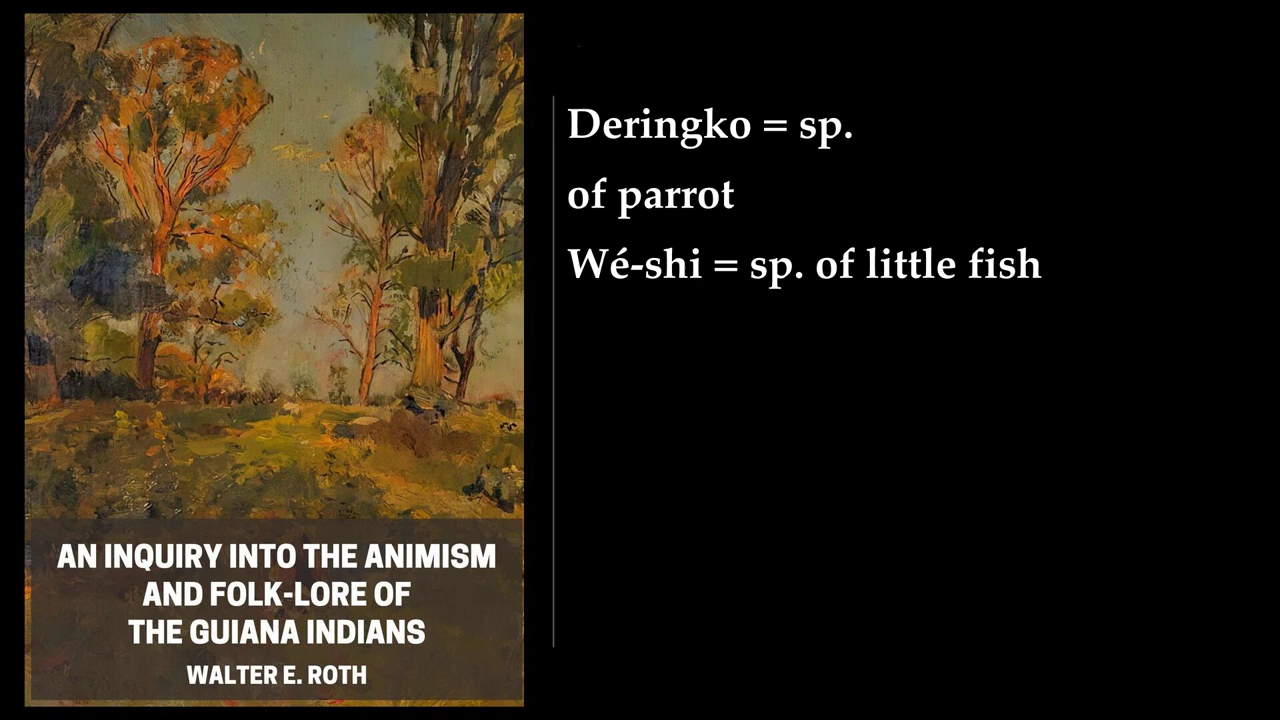 Deringko = sp.
of parrot
Wé-shi = sp. of little fish
AN INQUIRY INTO THE ANIMISM
AND FOLK-LORE OF
THE GUIANA INDIANS
WALTER E. ROTH